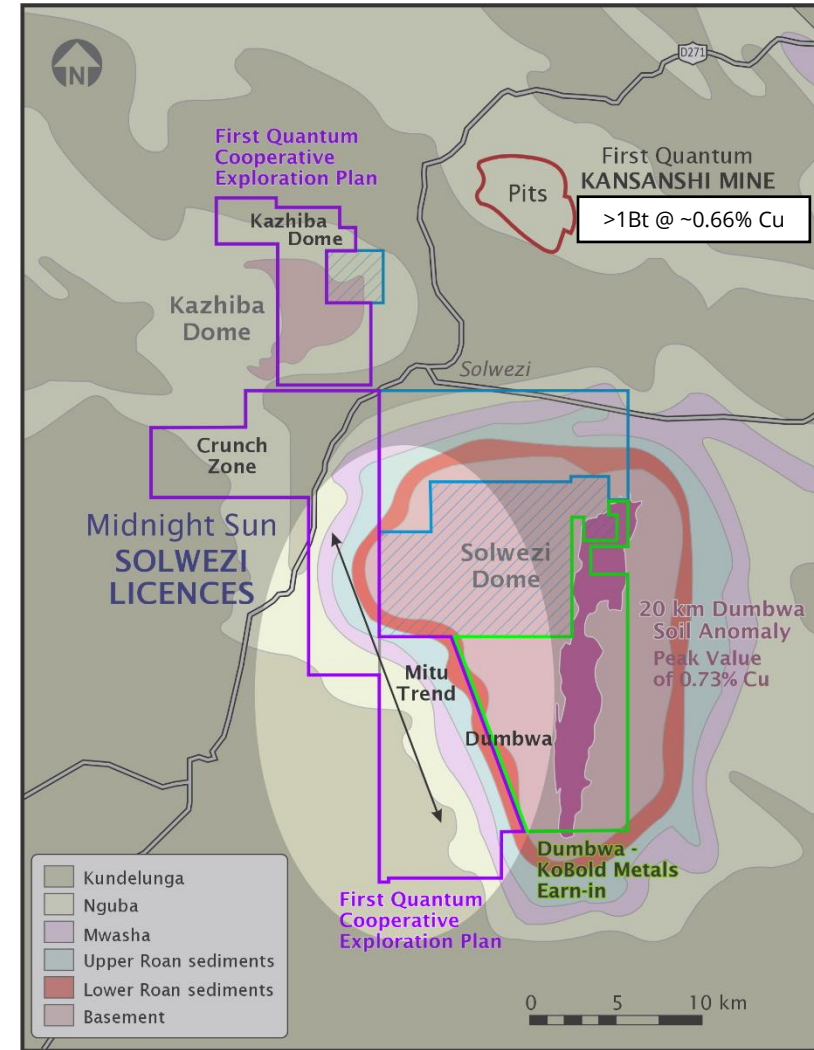 N
D271
First Quantum
Cooperative
Exploration Plan
First Quantum
KANSANSHI MINE
Pits
>1Bt @ ~0.66% Cu
Kazhiba
Dome
Kazhiba
Dome
Solwezi
Crunch
Zone
Midnight Sun
SOLWEZI
LICENCES
Solwezi
Dome
20 km Dumbwa
Soil Anomaly
Peak Value
of 0.73% Cu
Mitu
Trend
Dumbwa
Dumbwa -
KoBold Metals
Earn-in
First Quantum
Cooperative
Exploration Plan
Kundelunga
Nguba
Mwasha
Upper Roan sediments
Lower Roan sediments
Basement
0 5 10 km